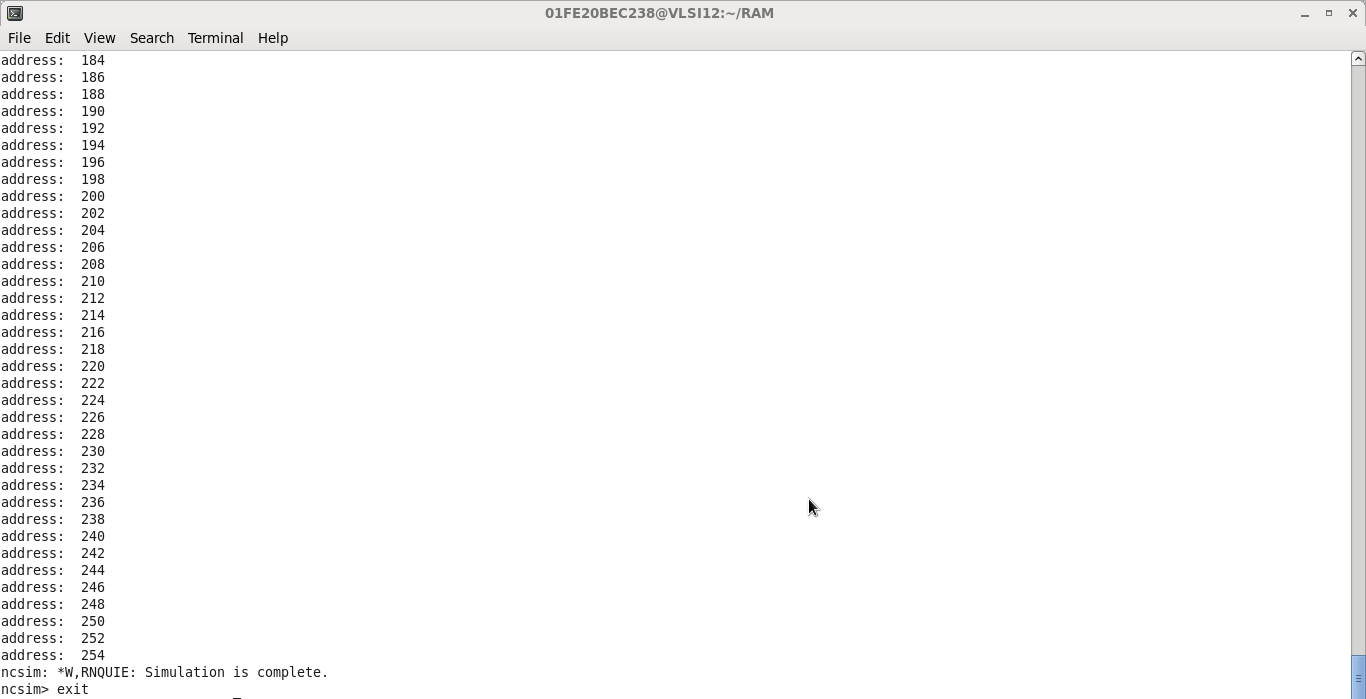 01FE20BEC238@VLSI12:~/RAM
File Edit View Search Terminal Help
address:  184
address:  186
address:  188
address:  190
address:  192
address:  194
address:  196
address:  198
address:  200
address:  202
address:  204
address:  206
address:  208
address:  210
address:  212
address:  214
address:  216
address:  218
address:  220
address:  222
address:  224
address:  226
address:  228
address:  230
address:  232
address:  234
address:  236
address:  238
address:  240
address:  242
address:  244
address:  246
address:  248
address:  250
address:  252
address:  254
ncsim: *W,RNQUIE: Simulation is complete.
ncsim> exit